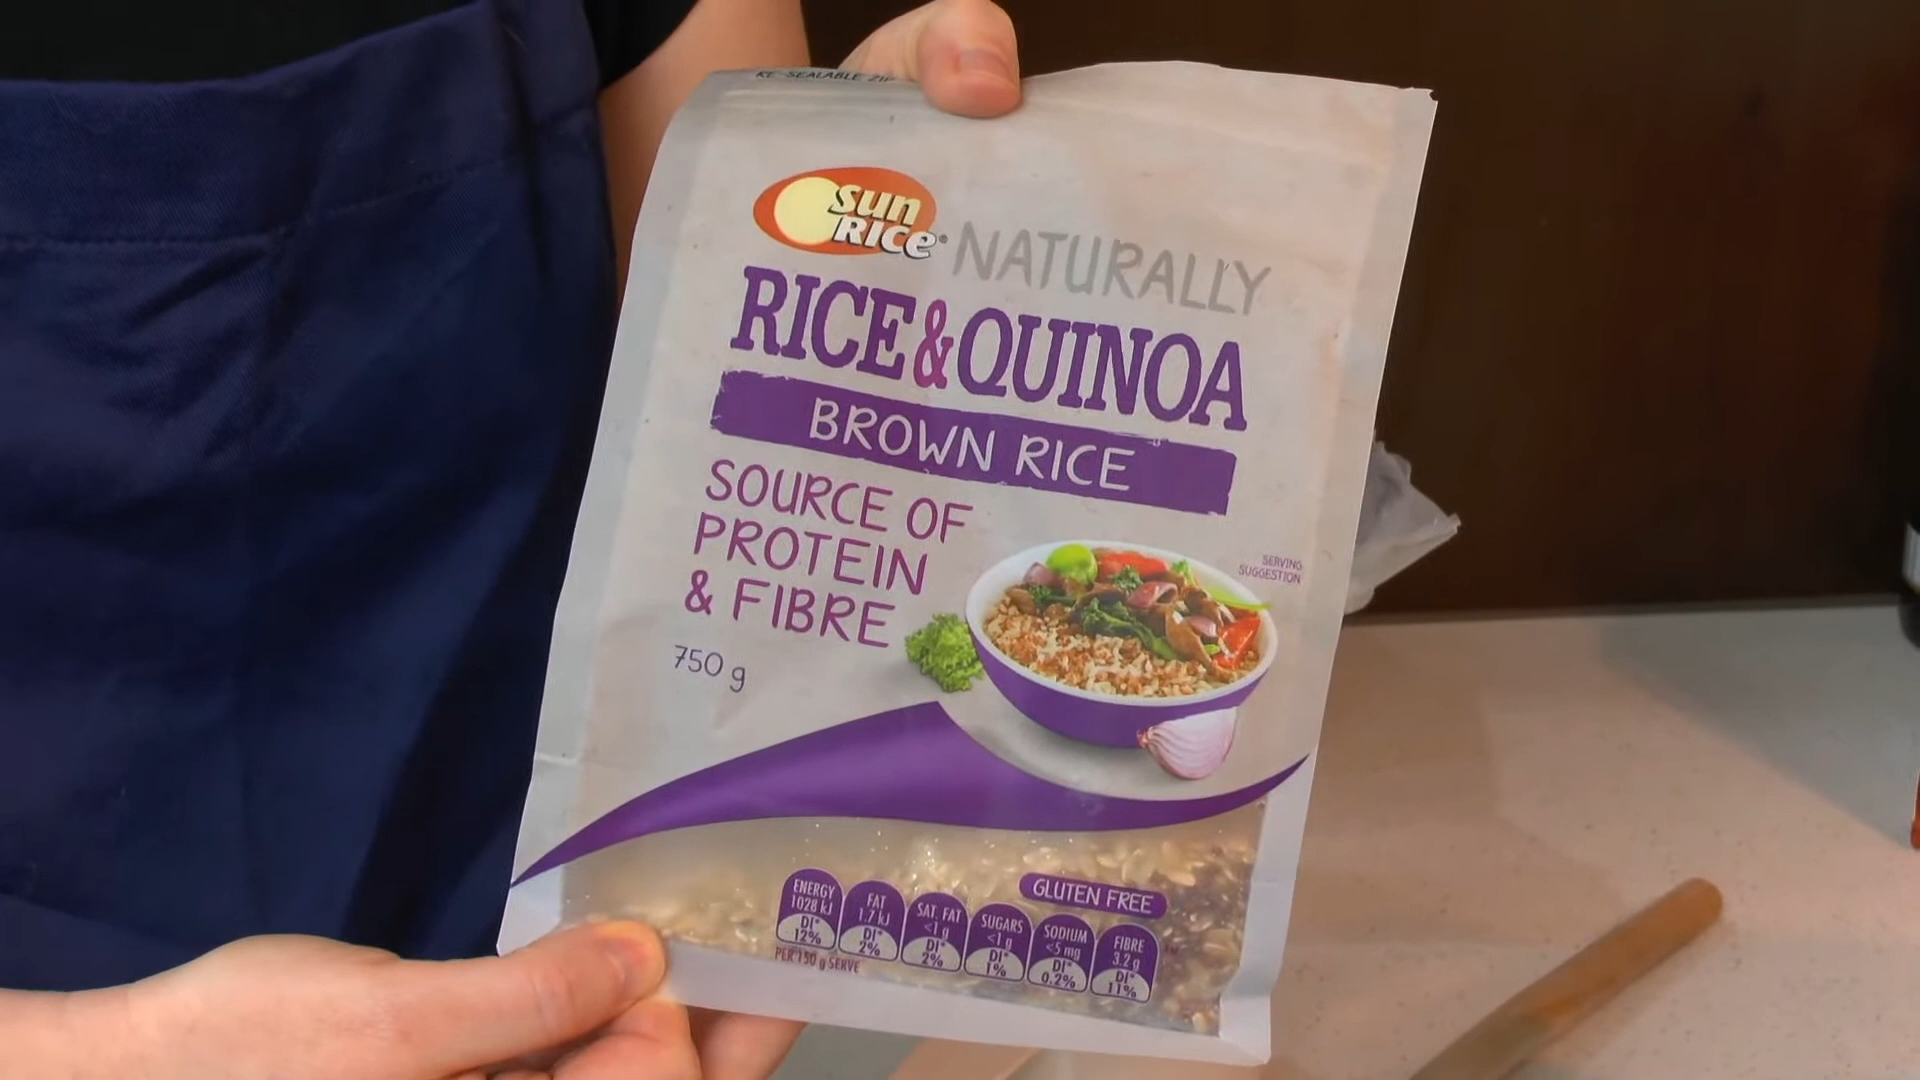 RE-SEALABLE ZIP
Sun
Rice®
NATURALLY
RICE&QUINOA
BROWN RICE
SOURCE OF
PROTEIN
& FIBRE
750 g
SERVING
SUGGESTION
GLUTEN FREE
ENERGY
1028 kJ
DI*
12%
FAT
1.7 kJ
DI*
2%
SAT. FAT
<1 g
DI*
2%
SUGARS
<1 g
DI*
1%
SODIUM
<5 mg
DI*
0.2%
FIBRE
3.2 g
DI*
11%
PER 150 g SERVE